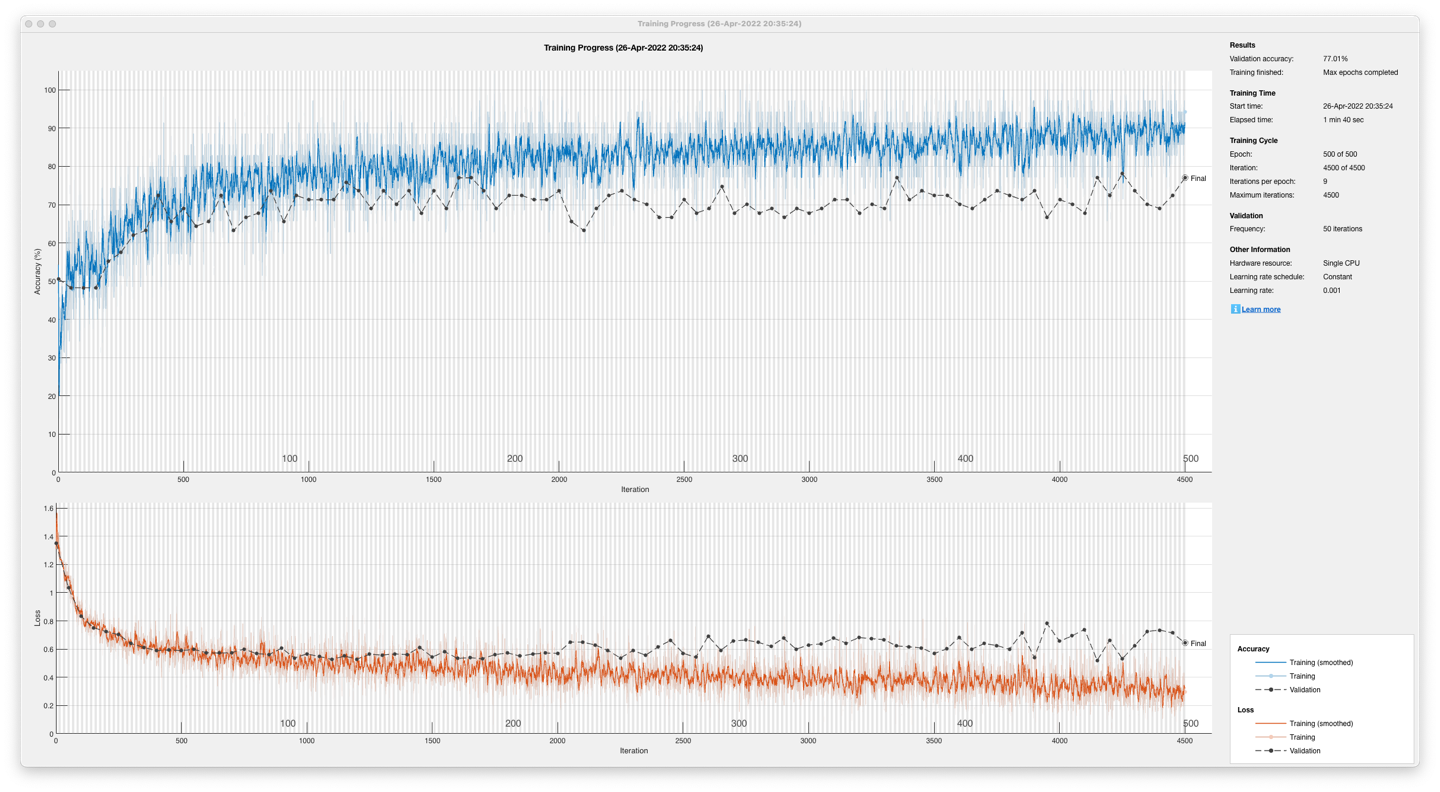 Training Progress (26-Apr-2022 20:35:24)
Training Progress (26-Apr-2022 20:35:24)
100
90
80
70
60
50
40
30
20
10
0
Accuracy (%)
Final
100 200 300 400 500
0 500 1000 1500 2000 2500 3000 3500 4000 4500
Iteration
1.6
1.4
1.2
1
0.8
0.6
0.4
0.2
0
Loss
Final
100 200 300 400 500
0 500 1000 1500 2000 2500 3000 3500 4000 4500
Iteration
Results
Validation accuracy: 77.01%
Training finished: Max epochs completed
Training Time
Start time: 26-Apr-2022 20:35:24
Elapsed time: 1 min 40 sec
Training Cycle
Epoch: 500 of 500
Iteration: 4500 of 4500
Iterations per epoch: 9
Maximum iterations: 4500
Validation
Frequency: 50 iterations
Other Information
Hardware resource: Single CPU
Learning rate schedule: Constant
Learning rate: 0.001
i Learn more
Accuracy
Training (smoothed)
Training
Validation
Loss
Training (smoothed)
Training
Validation